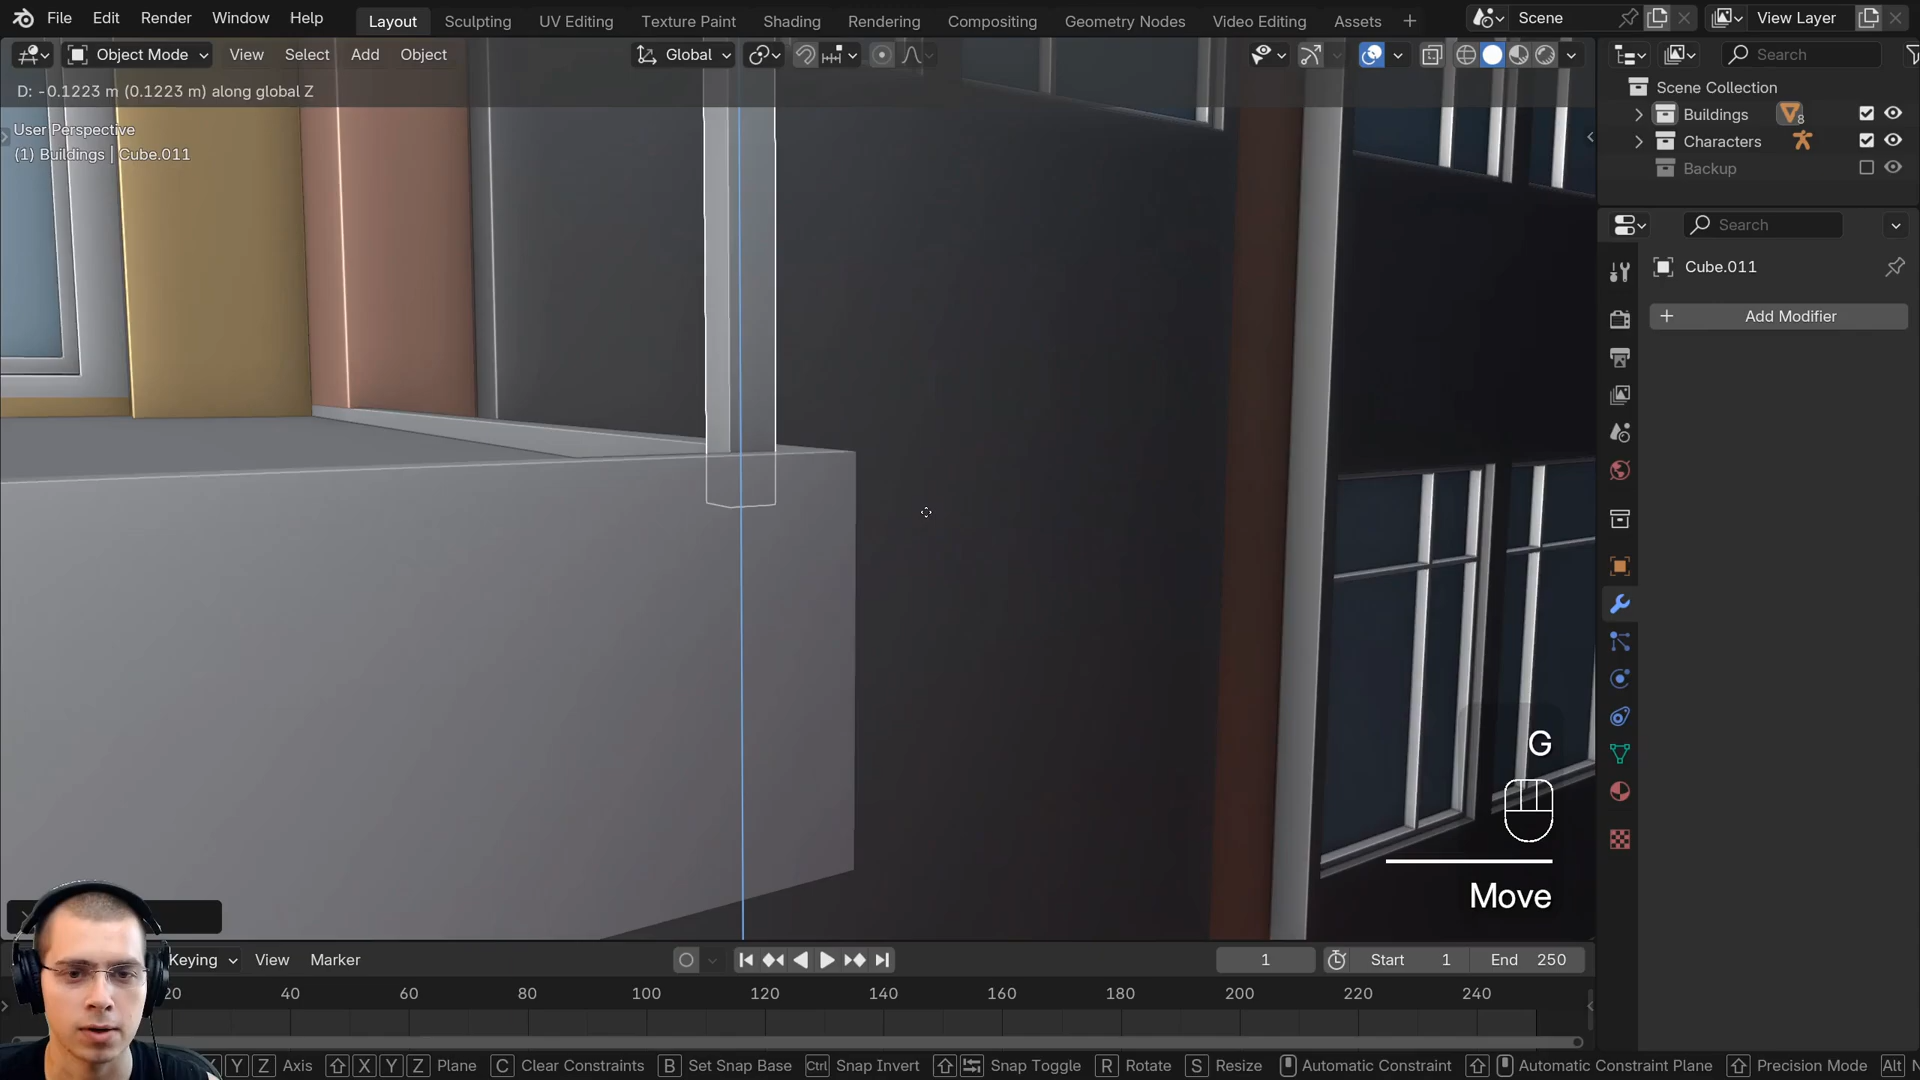 File Edit Render Window Help Layout Sculpting UV Editing Texture Paint Shading Rendering Compositing Geometry Nodes Video Editing Assets + Scene View Layer
Object Mode View Select Add Object Global Search
D: -0.1223 m (0.1223 m) along global Z
Scene Collection
User Perspective
(1) Buildings | Cube.011
Buildings 8
Characters
Backup
Search
Cube.011
+ Add Modifier
G
Move
Keying View Marker 1 Start 1 End 250
20 40 60 80 100 120 140 160 180 200 220 240
Y Z Axis X Y Z Plane C Clear Constraints B Set Snap Base Ctrl Snap Invert Snap Toggle R Rotate S Resize Automatic Constraint Automatic Constraint Plane Precision Mode Alt